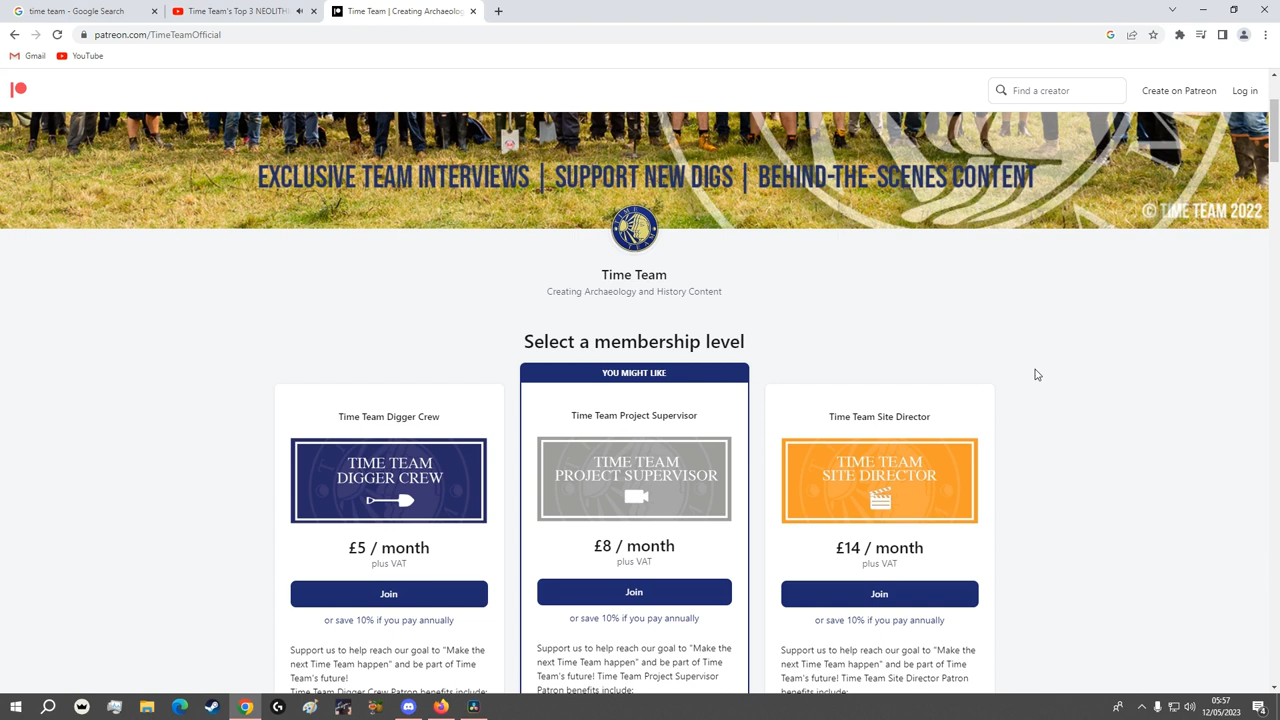 time team - Google Search
Time Team's Top 3 NEOLITH
Time Team | Creating Archaeolog
patreon.com/TimeTeamOfficial
Gmail
YouTube
Find a creator
Create on Patreon
Log in
EXCLUSIVE TEAM INTERVIEWS | SUPPORT NEW DIGS | BEHIND-THE-SCENES CONTENT
© TIME TEAM 2022
TIME TEAM
Time Team
Creating Archaeology and History Content
Select a membership level
YOU MIGHT LIKE
Time Team Digger Crew
TIME TEAM
DIGGER CREW
£5 / month
plus VAT
Join
or save 10% if you pay annually
Support us to help reach our goal to "Make the
next Time Team happen" and be part of Time
Team's future!
Time Team Digger Crew Patron benefits include:
Time Team Project Supervisor
TIME TEAM
PROJECT SUPERVISOR
£8 / month
plus VAT
Join
or save 10% if you pay annually
Support us to help reach our goal to "Make the
next Time Team happen" and be part of Time
Team's future! Time Team Project Supervisor
Patron benefits include:
Time Team Site Director
TIME TEAM
SITE DIRECTOR
£14 / month
plus VAT
Join
or save 10% if you pay annually
Support us to help reach our goal to "Make the
next Time Team happen" and be part of Time
Team's future! Time Team Site Director Patron
benefits include:
05:57
12/05/2023
4